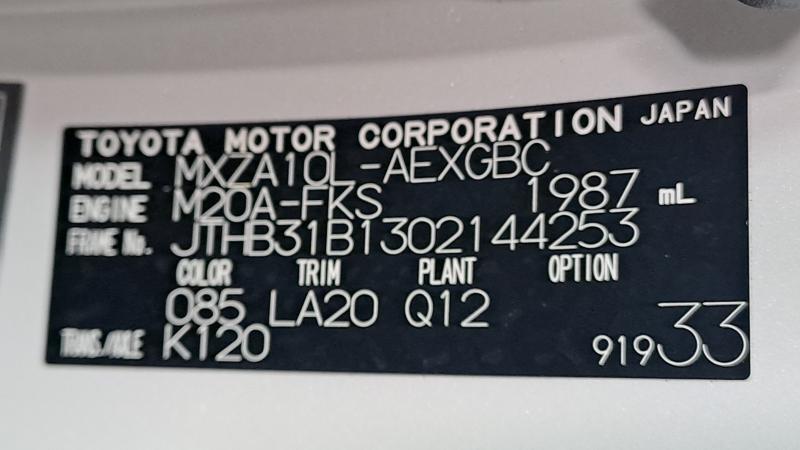 TOYOTA MOTOR CORPORATION JAPAN
MODEL MXZA10L-AEXGBC
ENGINE M20A-FKS 1987 mL
FRAME No. JTHB31B1302144253
COLOR TRIM PLANT OPTION
085 LA20 Q12
TRANS./AXLE K120 91933